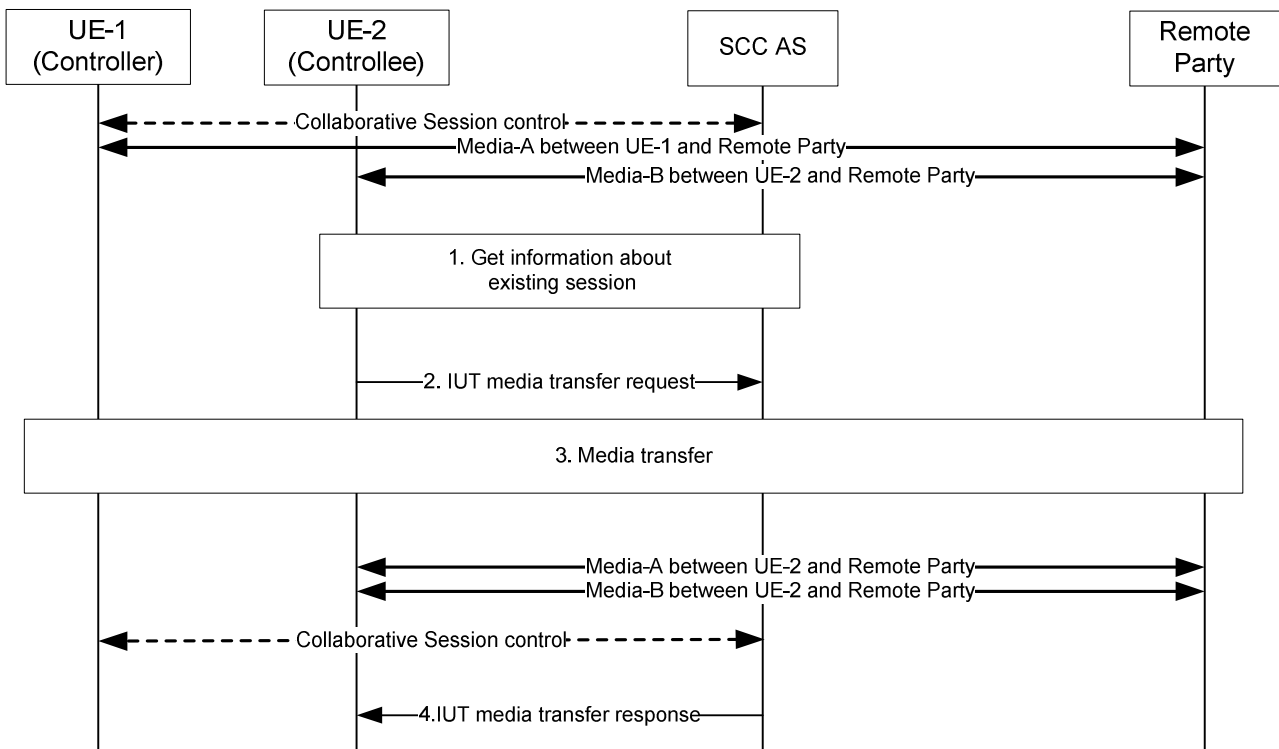 UE-1
(Controller)
UE-2
(Controllee)
SCC AS
Remote
Party
Collaborative Session control
Media-A between UE-1 and Remote Party
Media-B between UE-2 and Remote Party
1. Get information about
existing session
2. IUT media transfer request
3. Media transfer
Media-A between UE-2 and Remote Party
Media-B between UE-2 and Remote Party
Collaborative Session control
4.IUT media transfer response